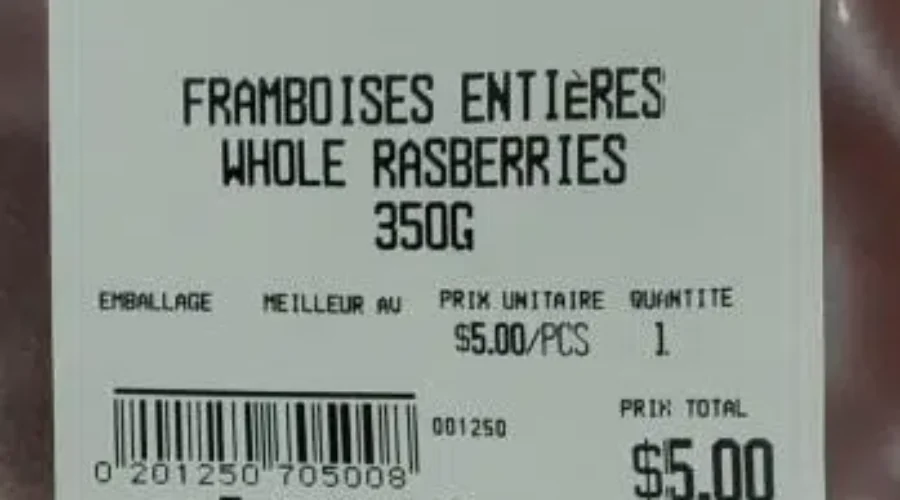 FRAMBOISES ENTIÈRES
WHOLE RASBERRIES
350G
EMBALLAGE MEILLEUR AU PRIX UNITAIRE QUANTITE
$5.00/PCS 1
001250 PRIX TOTAL
0 201250 705008 $5.00